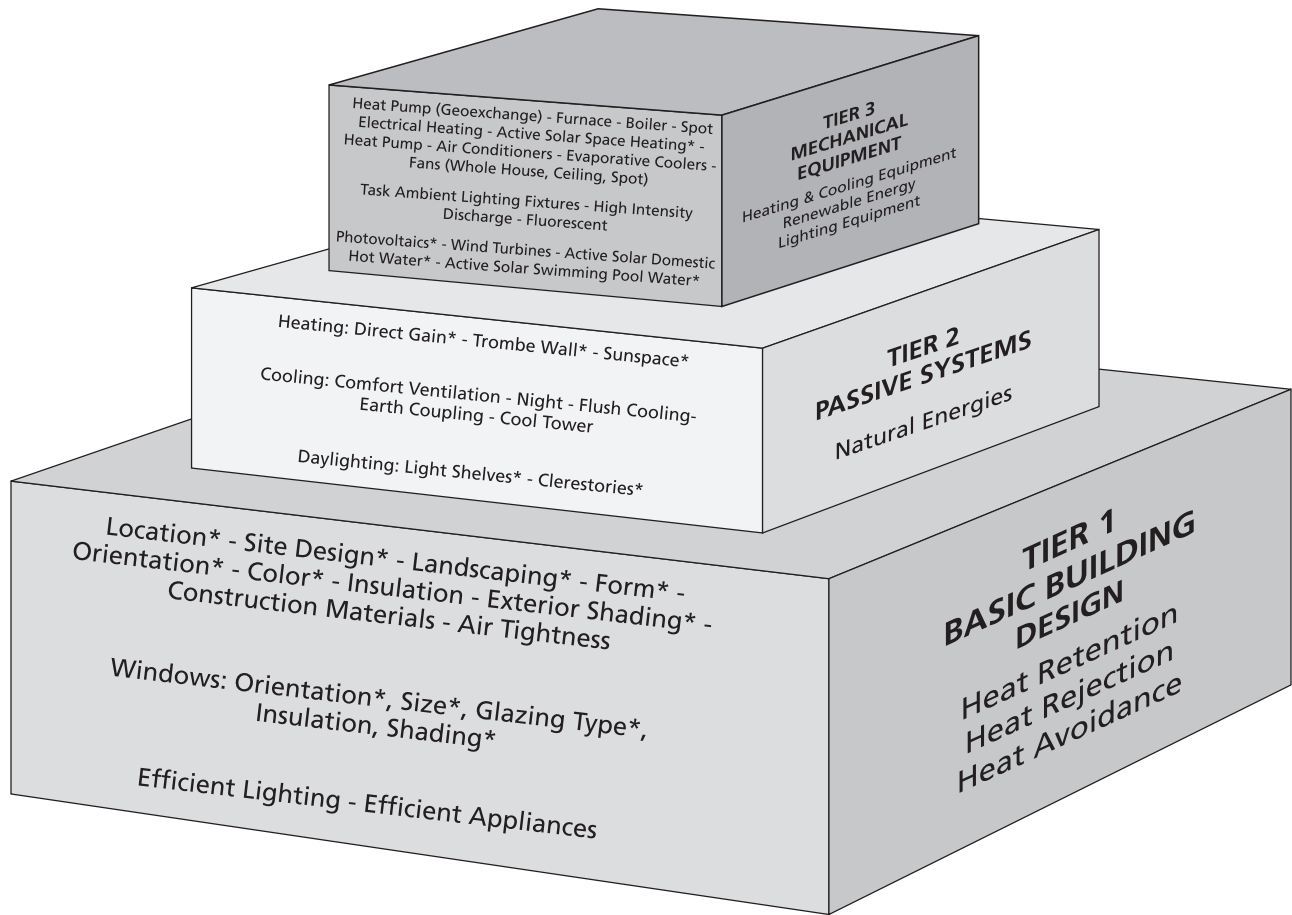 Heat Pump (Geoexchange) - Furnace - Boiler - Spot
Electrical Heating - Active Solar Space Heating* -
Heat Pump - Air Conditioners - Evaporative Coolers -
Fans (Whole House, Ceiling, Spot)
Task Ambient Lighting Fixtures - High Intensity
Discharge - Fluorescent
Photovoltaics* - Wind Turbines - Active Solar Domestic
Hot Water* - Active Solar Swimming Pool Water*
TIER 3
MECHANICAL
EQUIPMENT
Heating & Cooling Equipment
Renewable Energy
Lighting Equipment
Heating: Direct Gain* - Trombe Wall* - Sunspace*
Cooling: Comfort Ventilation - Night - Flush Cooling-
Earth Coupling - Cool Tower
Daylighting: Light Shelves* - Clerestories*
TIER 2
PASSIVE SYSTEMS
Natural Energies
Location* - Site Design* - Landscaping* - Form* -
Orientation* - Color* - Insulation - Exterior Shading* -
Construction Materials - Air Tightness
Windows: Orientation*, Size*, Glazing Type*,
Insulation, Shading*
Efficient Lighting - Efficient Appliances
TIER 1
BASIC BUILDING
DESIGN
Heat Retention
Heat Rejection
Heat Avoidance